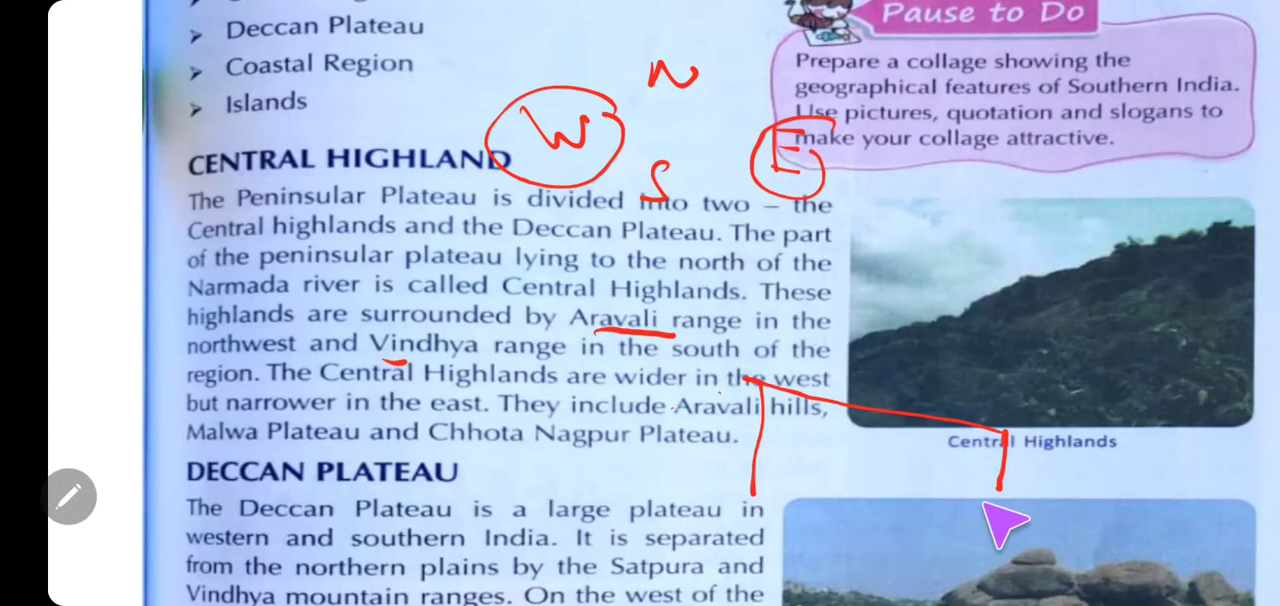 Deccan Plateau
Coastal Region
Islands
Pause to Do
Prepare a collage showing the
geographical features of Southern India.
Use pictures, quotation and slogans to
make your collage attractive.
N
W
E
S
CENTRAL HIGHLAND
The Peninsular Plateau is divided into two – the
Central highlands and the Deccan Plateau. The part
of the peninsular plateau lying to the north of the
Narmada river is called Central Highlands. These
highlands are surrounded by Aravali range in the
northwest and Vindhya range in the south of the
region. The Central Highlands are wider in the west
but narrower in the east. They include Aravali hills,
Malwa Plateau and Chhota Nagpur Plateau.
Central Highlands
DECCAN PLATEAU
The Deccan Plateau is a large plateau in
western and southern India. It is separated
from the northern plains by the Satpura and
Vindhya mountain ranges. On the west of the